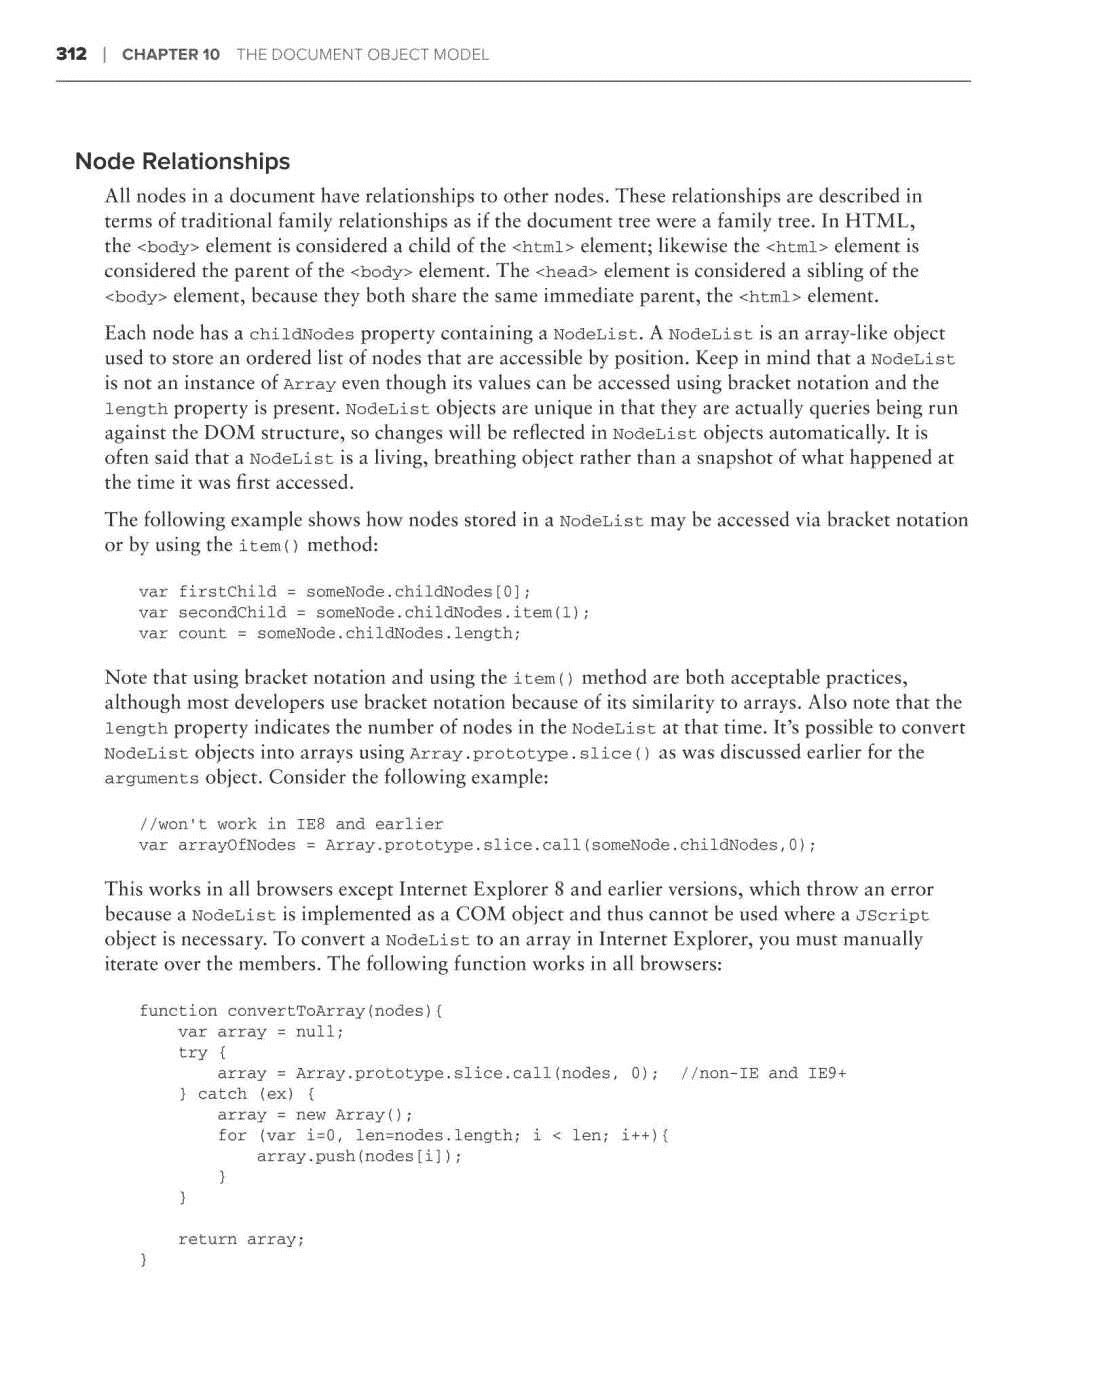 312 | CHAPTER 10 THE DOCUMENT OBJECT MODEL
Node Relationships
All nodes in a document have relationships to other nodes. These relationships are described in
terms of traditional family relationships as if the document tree were a family tree. In HTML,
the <body> element is considered a child of the <html> element; likewise the <html> element is
considered the parent of the <body> element. The <head> element is considered a sibling of the
<body> element, because they both share the same immediate parent, the <html> element.
Each node has a childNodes property containing a NodeList. A NodeList is an array-like object
used to store an ordered list of nodes that are accessible by position. Keep in mind that a NodeList
is not an instance of Array even though its values can be accessed using bracket notation and the
length property is present. NodeList objects are unique in that they are actually queries being run
against the DOM structure, so changes will be reflected in NodeList objects automatically. It is
often said that a NodeList is a living, breathing object rather than a snapshot of what happened at
the time it was first accessed.
The following example shows how nodes stored in a NodeList may be accessed via bracket notation
or by using the item() method:
var firstChild = someNode.childNodes[0];
var secondChild = someNode.childNodes.item(1);
var count = someNode.childNodes.length;
Note that using bracket notation and using the item() method are both acceptable practices,
although most developers use bracket notation because of its similarity to arrays. Also note that the
length property indicates the number of nodes in the NodeList at that time. It’s possible to convert
NodeList objects into arrays using Array.prototype.slice() as was discussed earlier for the
arguments object. Consider the following example:
//won't work in IE8 and earlier
var arrayOfNodes = Array.prototype.slice.call(someNode.childNodes,0);
This works in all browsers except Internet Explorer 8 and earlier versions, which throw an error
because a NodeList is implemented as a COM object and thus cannot be used where a JScript
object is necessary. To convert a NodeList to an array in Internet Explorer, you must manually
iterate over the members. The following function works in all browsers:
function convertToArray(nodes){
    var array = null;
    try {
        array = Array.prototype.slice.call(nodes, 0);  //non-IE and IE9+
    } catch (ex) {
        array = new Array();
        for (var i=0, len=nodes.length; i < len; i++){
            array.push(nodes[i]);
        }
    }
    return array;
}